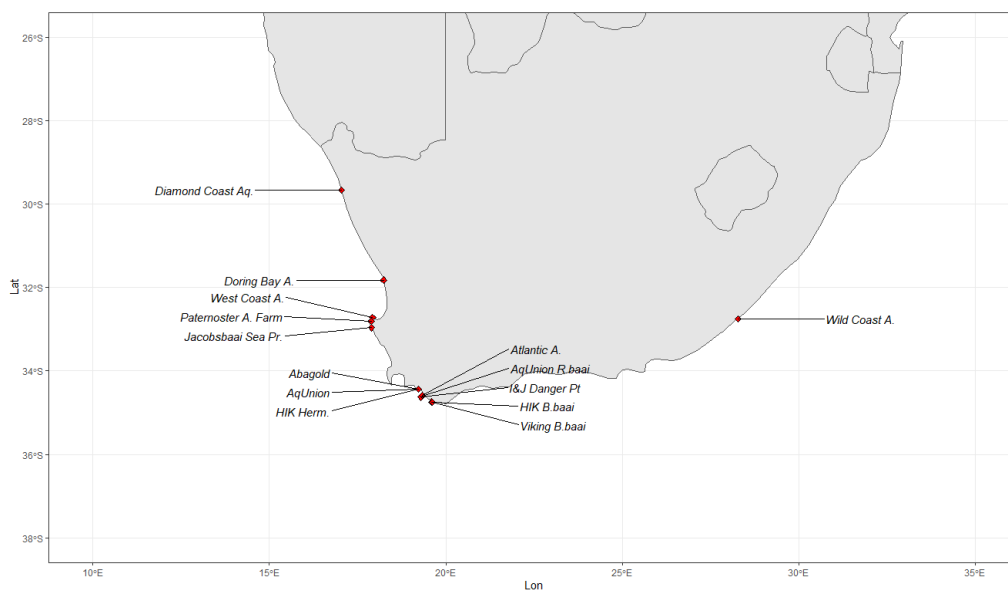 26°S
28°S
30°S
32°S
34°S
36°S
38°S
Lat
Diamond Coast Aq.
Doring Bay A.
West Coast A.
Paternoster A. Farm
Jacobsbaai Sea Pr.
Abagold
AqUnion
HIK Herm.
Atlantic A.
AqUnion R.baai
I&J Danger Pt
HIK B.baai
Viking B.baai
Wild Coast A.
10°E
15°E
20°E
25°E
30°E
35°E
Lon